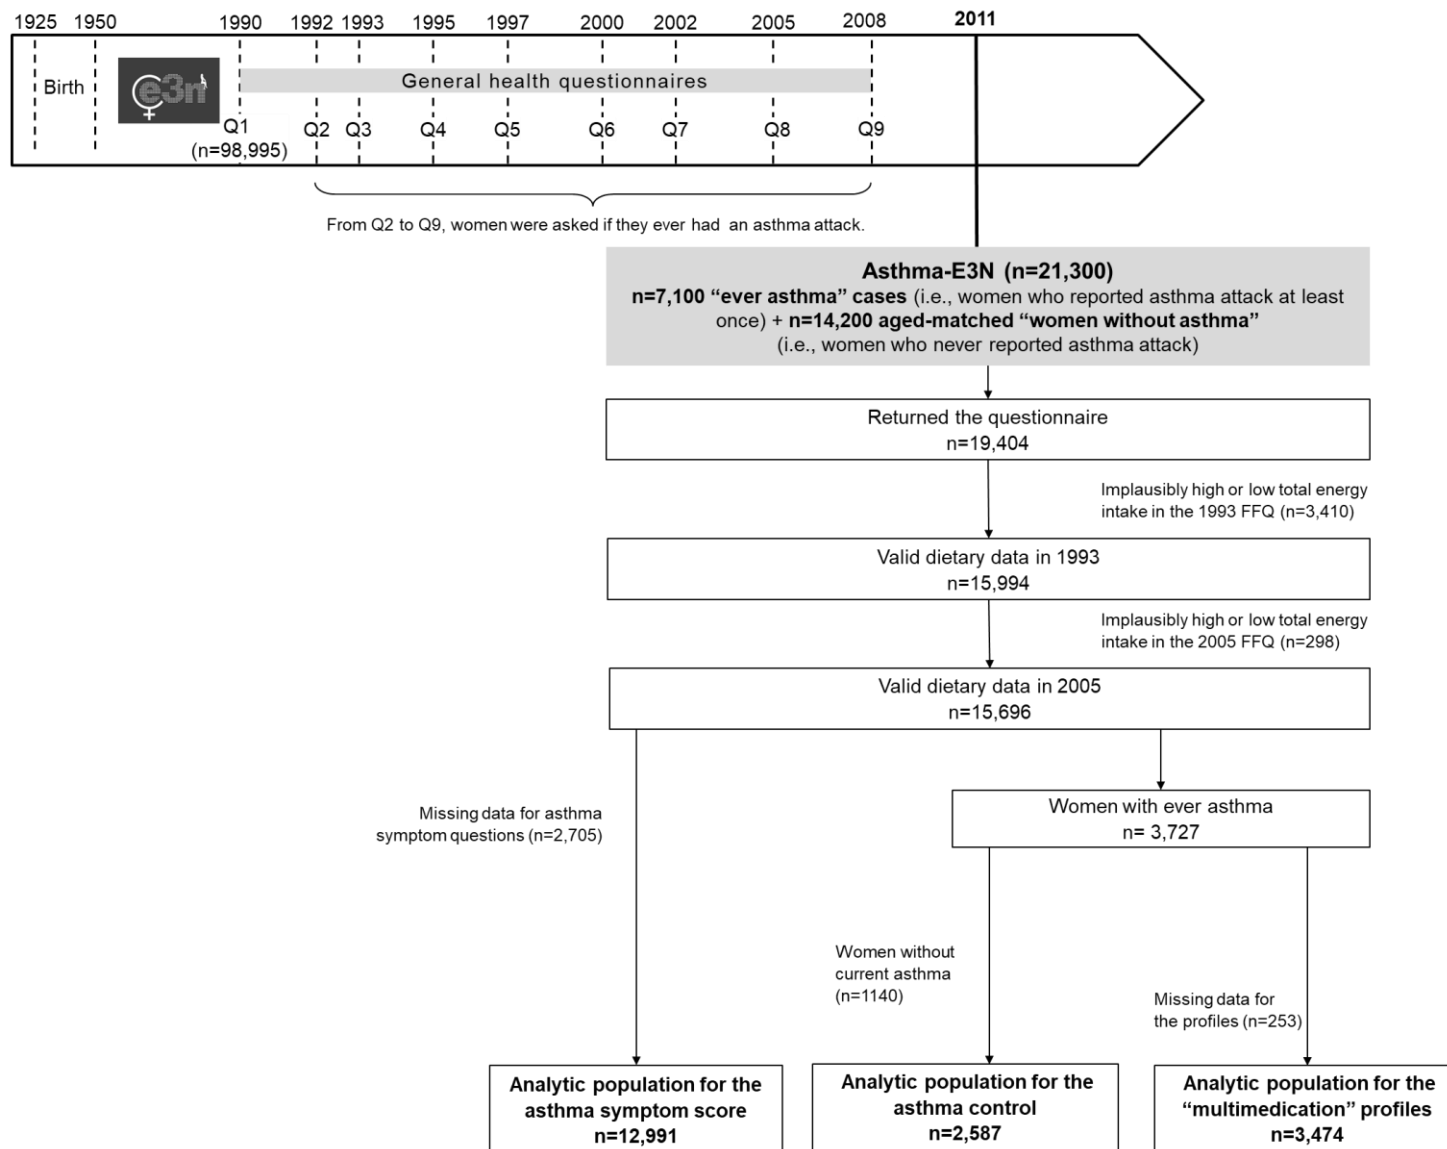 1925 1950 1990 1992 1993 1995 1997 2000 2002 2005 2008 2011
Birth
e3n
General health questionnaires
Q1 Q2 Q3 Q4 Q5 Q6 Q7 Q8 Q9
(n=98,995)
From Q2 to Q9, women were asked if they ever had an asthma attack.
Asthma-E3N (n=21,300)
n=7,100 “ever asthma” cases (i.e., women who reported asthma attack at least
once) + n=14,200 aged-matched “women without asthma”
(i.e., women who never reported asthma attack)
Returned the questionnaire
n=19,404
Implausibly high or low total energy
intake in the 1993 FFQ (n=3,410)
Valid dietary data in 1993
n=15,994
Implausibly high or low total energy
intake in the 2005 FFQ (n=298)
Valid dietary data in 2005
n=15,696
Missing data for asthma
symptom questions (n=2,705)
Women with ever asthma
n= 3,727
Women without
current asthma
(n=1140)
Missing data for
the profiles (n=253)
Analytic population for the
asthma symptom score
n=12,991
Analytic population for the
asthma control
n=2,587
Analytic population for the
“multimedication” profiles
n=3,474